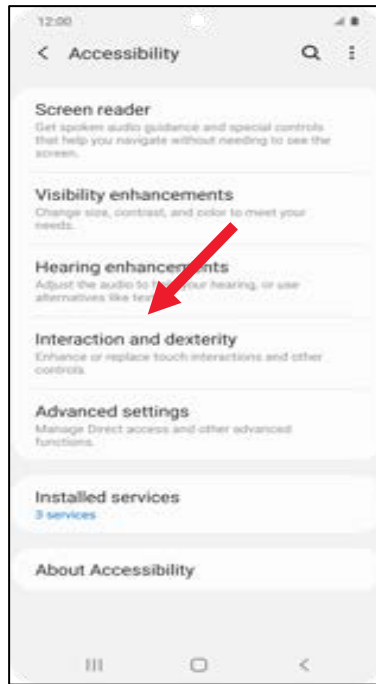 12:00
Accessibility
Screen reader
Get spoken audio guidance and special controls
that help you navigate without needing to see the
screen.
Visibility enhancements
Change size, contrast, and color to meet your
needs.
Hearing enhancements
Adjust the audio to your hearing, or use
alternatives like
Interaction and dexterity
Enhance or replace touch interactions and other
controls.
Advanced settings
Manage Direct access and other advanced
functions.
Installed services
3 services
About Accessibility